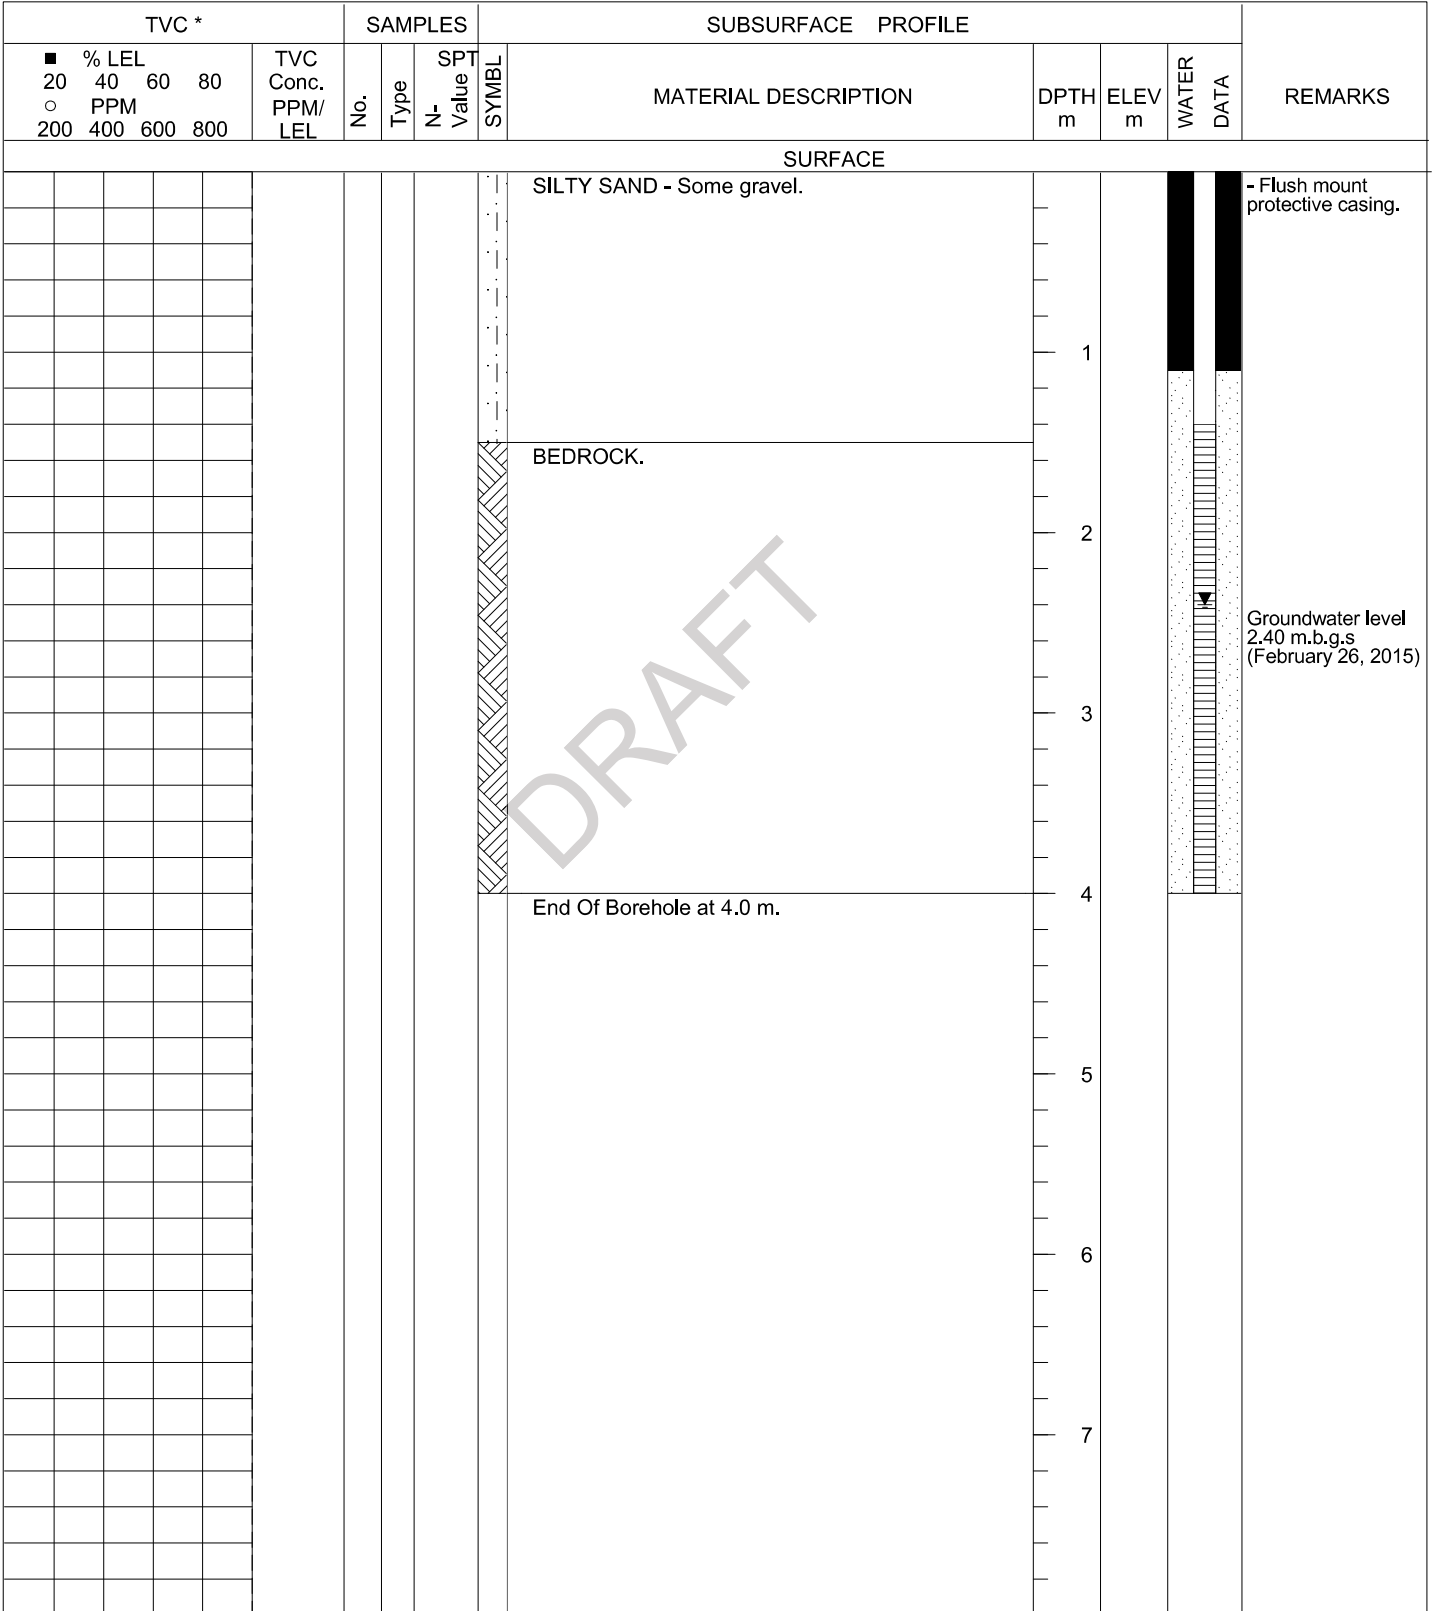 TVC *
SAMPLES
SUBSURFACE PROFILE
■ % LEL
20 40 60 80
○ PPM
200 400 600 800
TVC
Conc.
PPM/
LEL
No.
Type
SPT
N-
Value
SYMBL
MATERIAL DESCRIPTION
DPTH
m
ELEV
m
WATER
DATA
REMARKS
SURFACE
SILTY SAND - Some gravel.
- Flush mount
protective casing.
1
BEDROCK.
2
Groundwater level
2.40 m.b.g.s
(February 26, 2015)
3
DRAFT
4
End Of Borehole at 4.0 m.
5
6
7